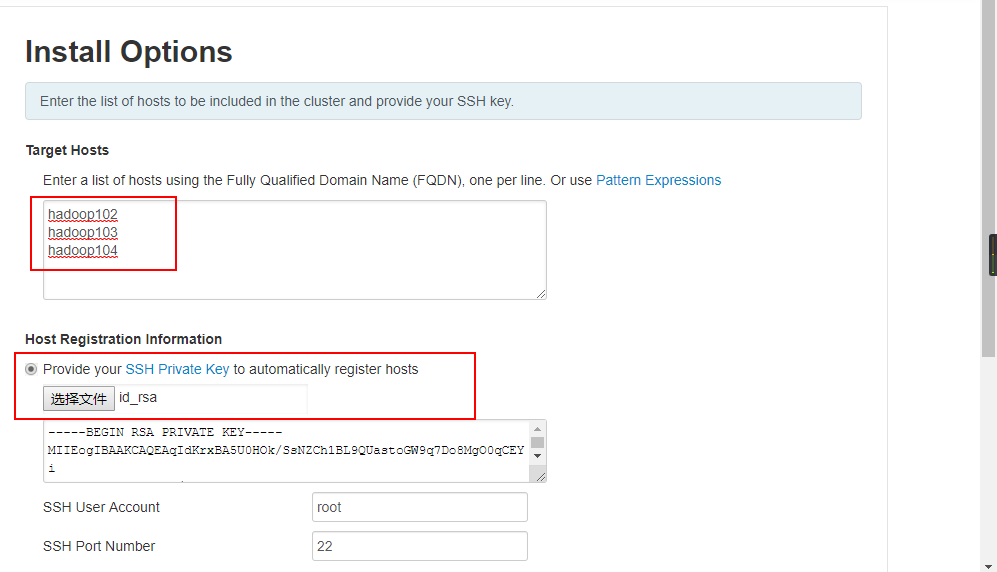 Install Options
Enter the list of hosts to be included in the cluster and provide your SSH key.
Target Hosts
Enter a list of hosts using the Fully Qualified Domain Name (FQDN), one per line. Or use Pattern Expressions
hadoop102
hadoop103
hadoop104
Host Registration Information
Provide your SSH Private Key to automatically register hosts
选择文件 id_rsa
-----BEGIN RSA PRIVATE KEY-----
MIIEogIBAAKCAQEAqIdKrxBA5U0HOk/SsNZCh1BL9QUastoGW9q7Do8MgO0qCEY
i
SSH User Account root
SSH Port Number 22